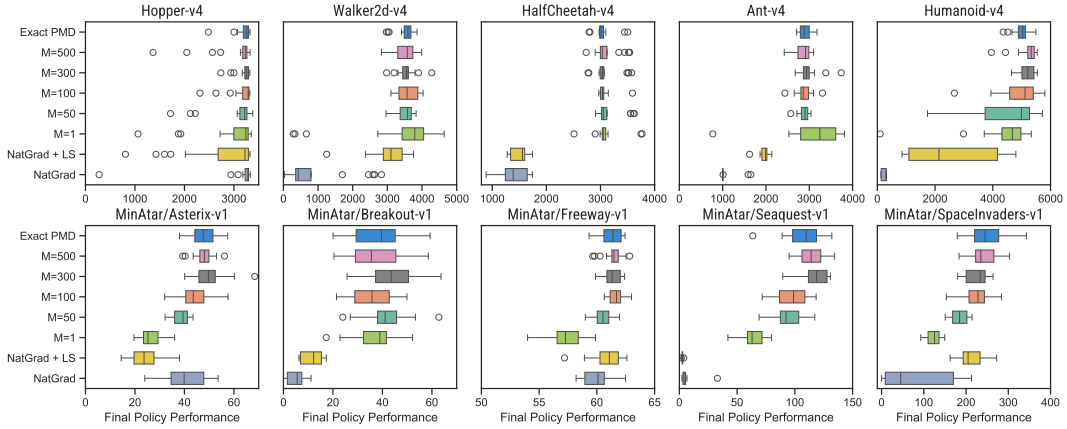 Hopper-v4 Walker2d-v4 HalfCheetah-v4 Ant-v4 Humanoid-v4
Exact PMD
M=500
M=300
M=100
M=50
M=1
NatGrad + LS
NatGrad
0 1000 2000 3000 0 1000 2000 3000 4000 5000 1000 2000 3000 4000 0 1000 2000 3000 4000 0 2000 4000 6000
MinAtar/Asterix-v1 MinAtar/Breakout-v1 MinAtar/Freeway-v1 MinAtar/Seaquest-v1 MinAtar/SpaceInvaders-v1
Exact PMD
M=500
M=300
M=100
M=50
M=1
NatGrad + LS
NatGrad
0 20 40 60 0 20 40 60 50 55 60 65 0 50 100 150 0 100 200 300 400
Final Policy Performance Final Policy Performance Final Policy Performance Final Policy Performance Final Policy Performance